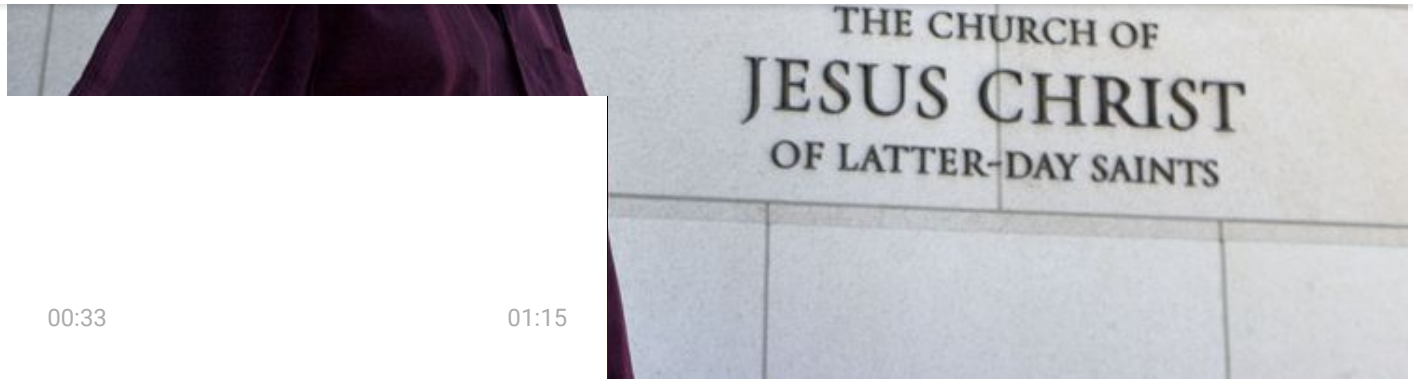 THE CHURCH OF
JESUS CHRIST
OF LATTER-DAY SAINTS
00:33 01:15